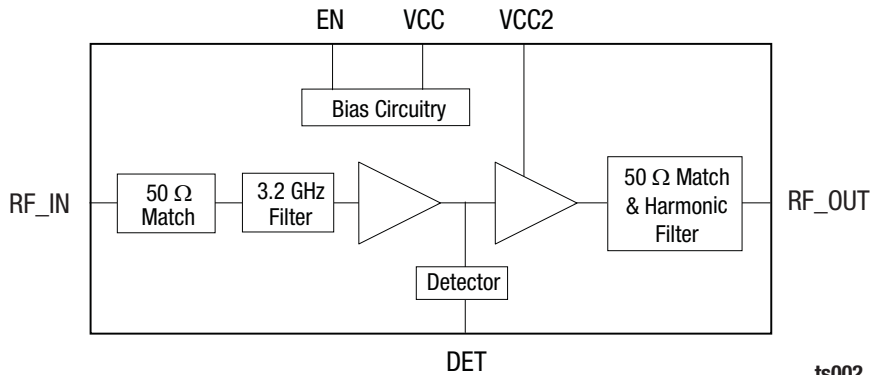 EN VCC VCC2
Bias Circuitry
RF_IN
50 Ω
Match
3.2 GHz
Filter
50 Ω Match
& Harmonic
Filter
RF_OUT
Detector
DET
ts002